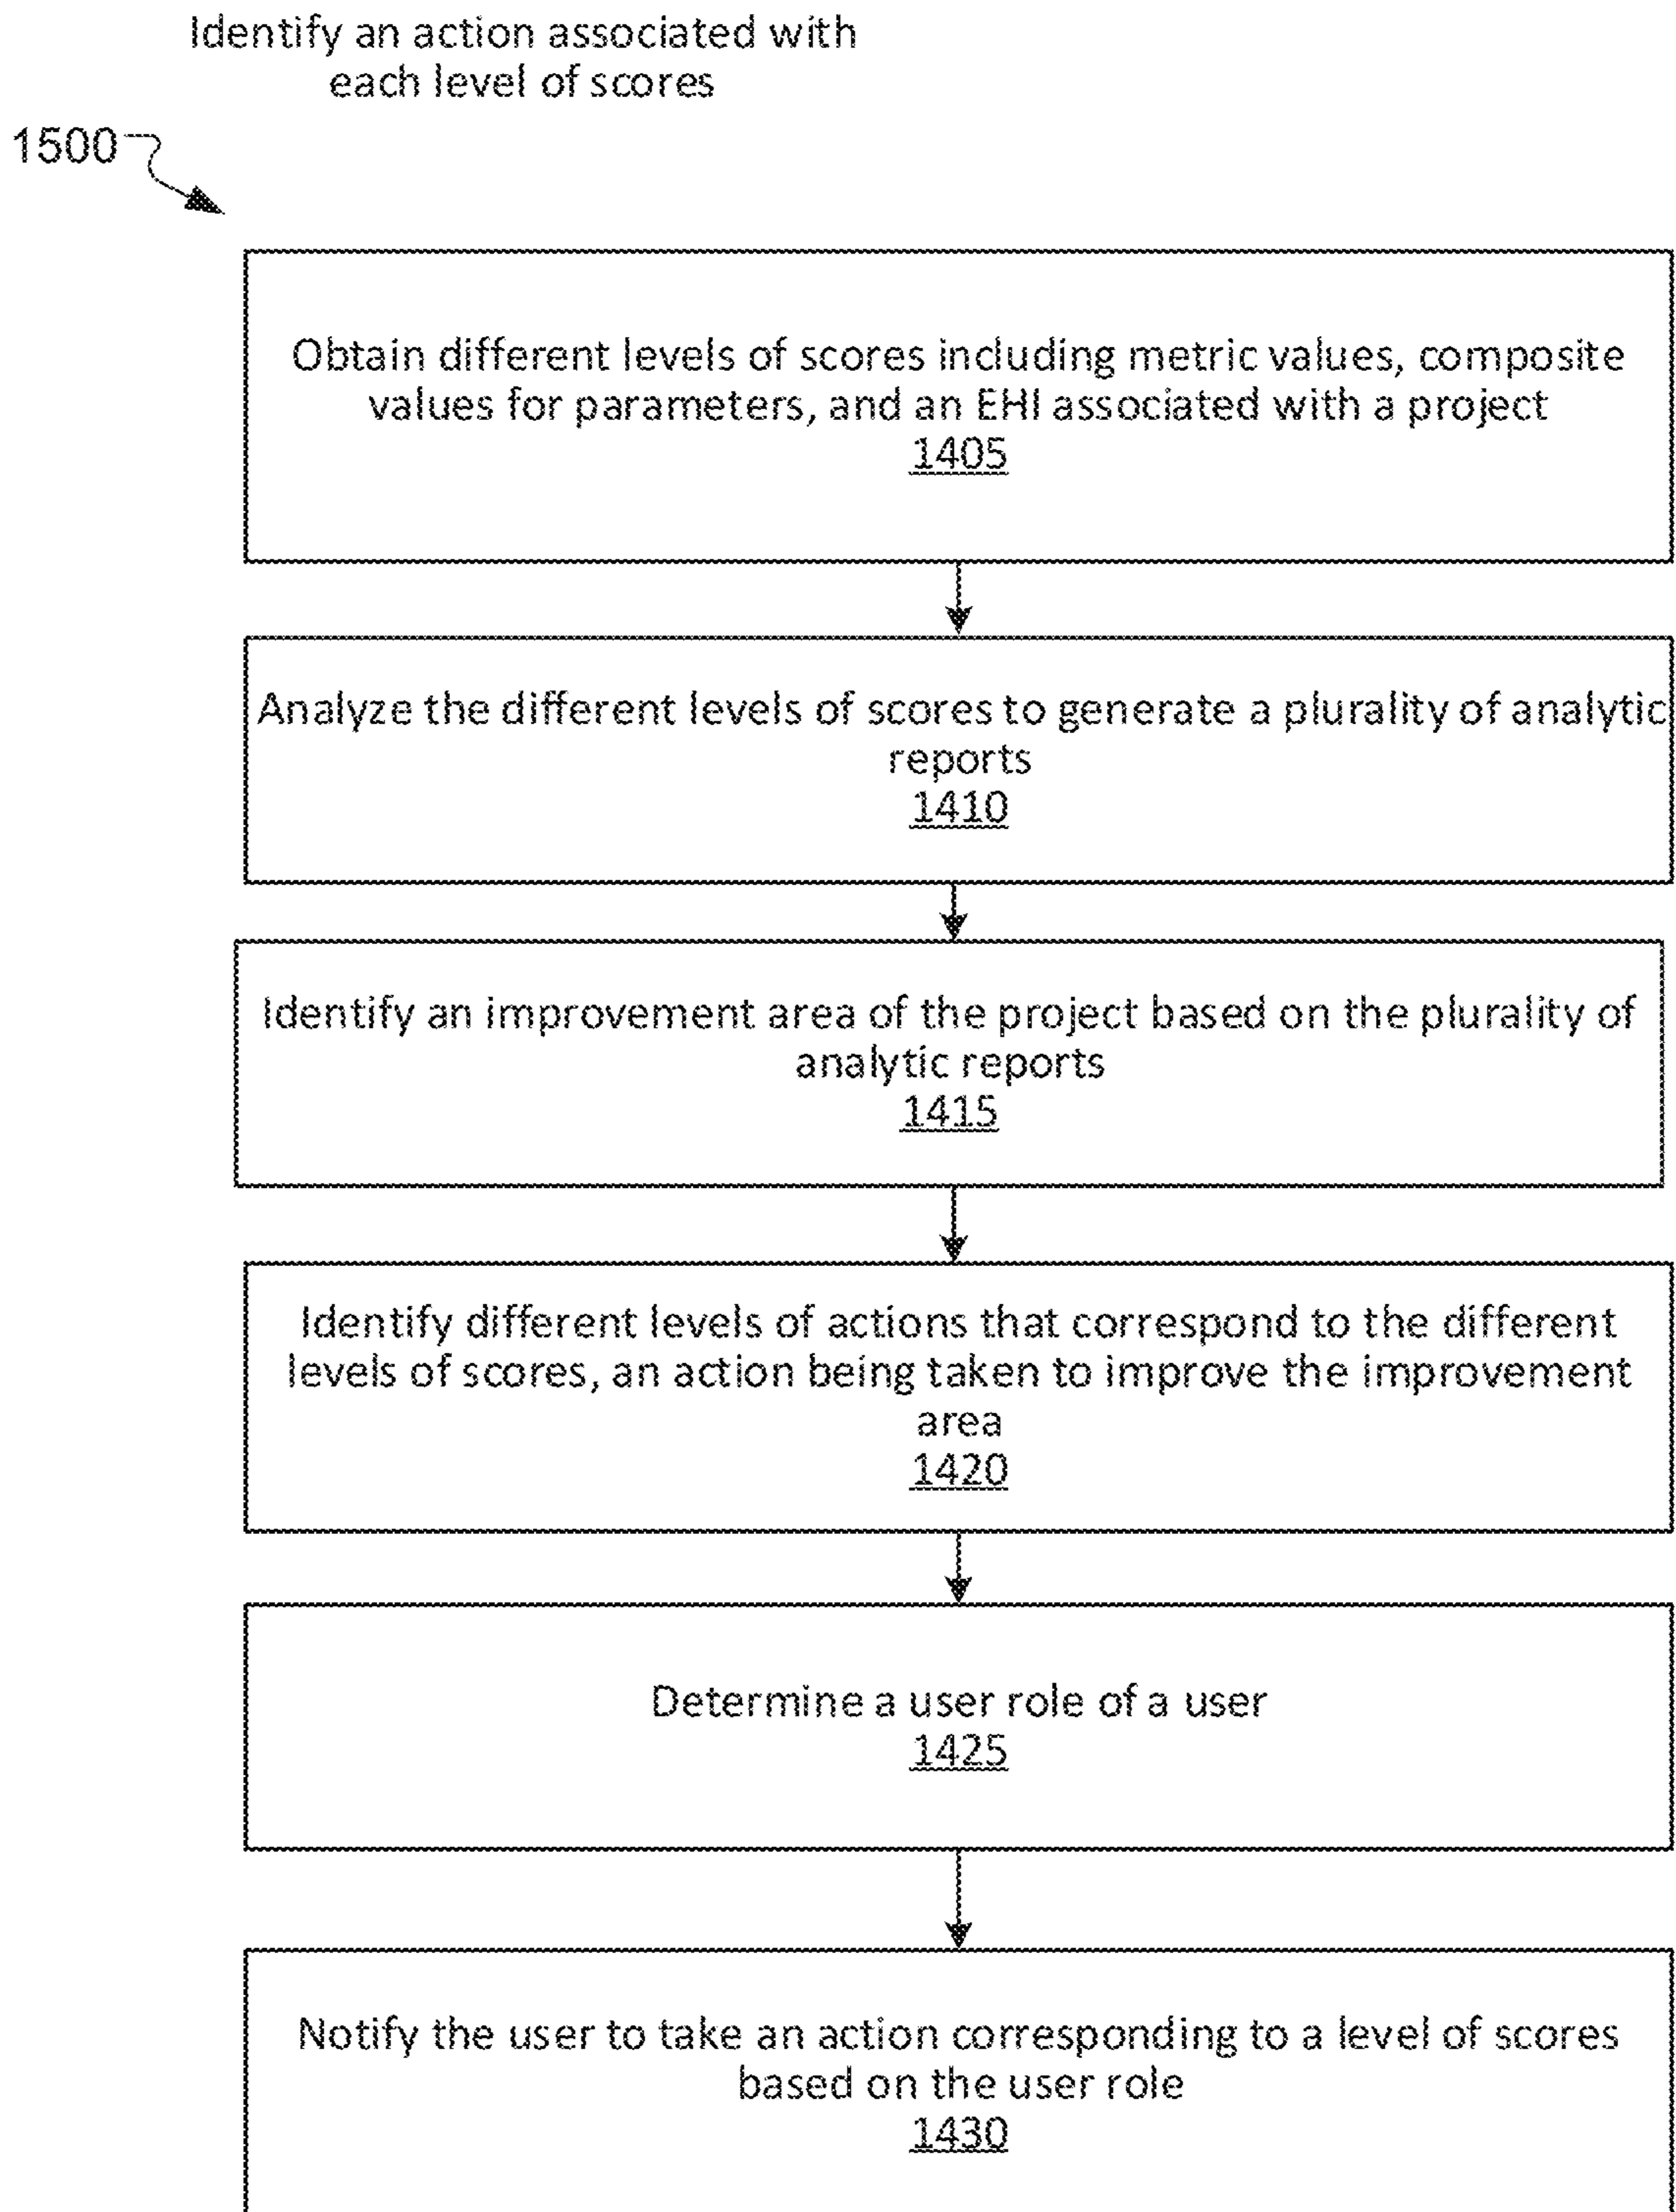 Identify an action associated with
each level of scores
1500
Obtain different levels of scores including metric values, composite
values for parameters, and an EHI associated with a project
1405
Analyze the different levels of scores to generate a plurality of analytic
reports
1410
Identify an improvement area of the project based on the plurality of
analytic reports
1415
Identify different levels of actions that correspond to the different
levels of scores, an action being taken to improve the improvement
area
1420
Determine a user role of a user
1425
Notify the user to take an action corresponding to a level of scores
based on the user role
1430